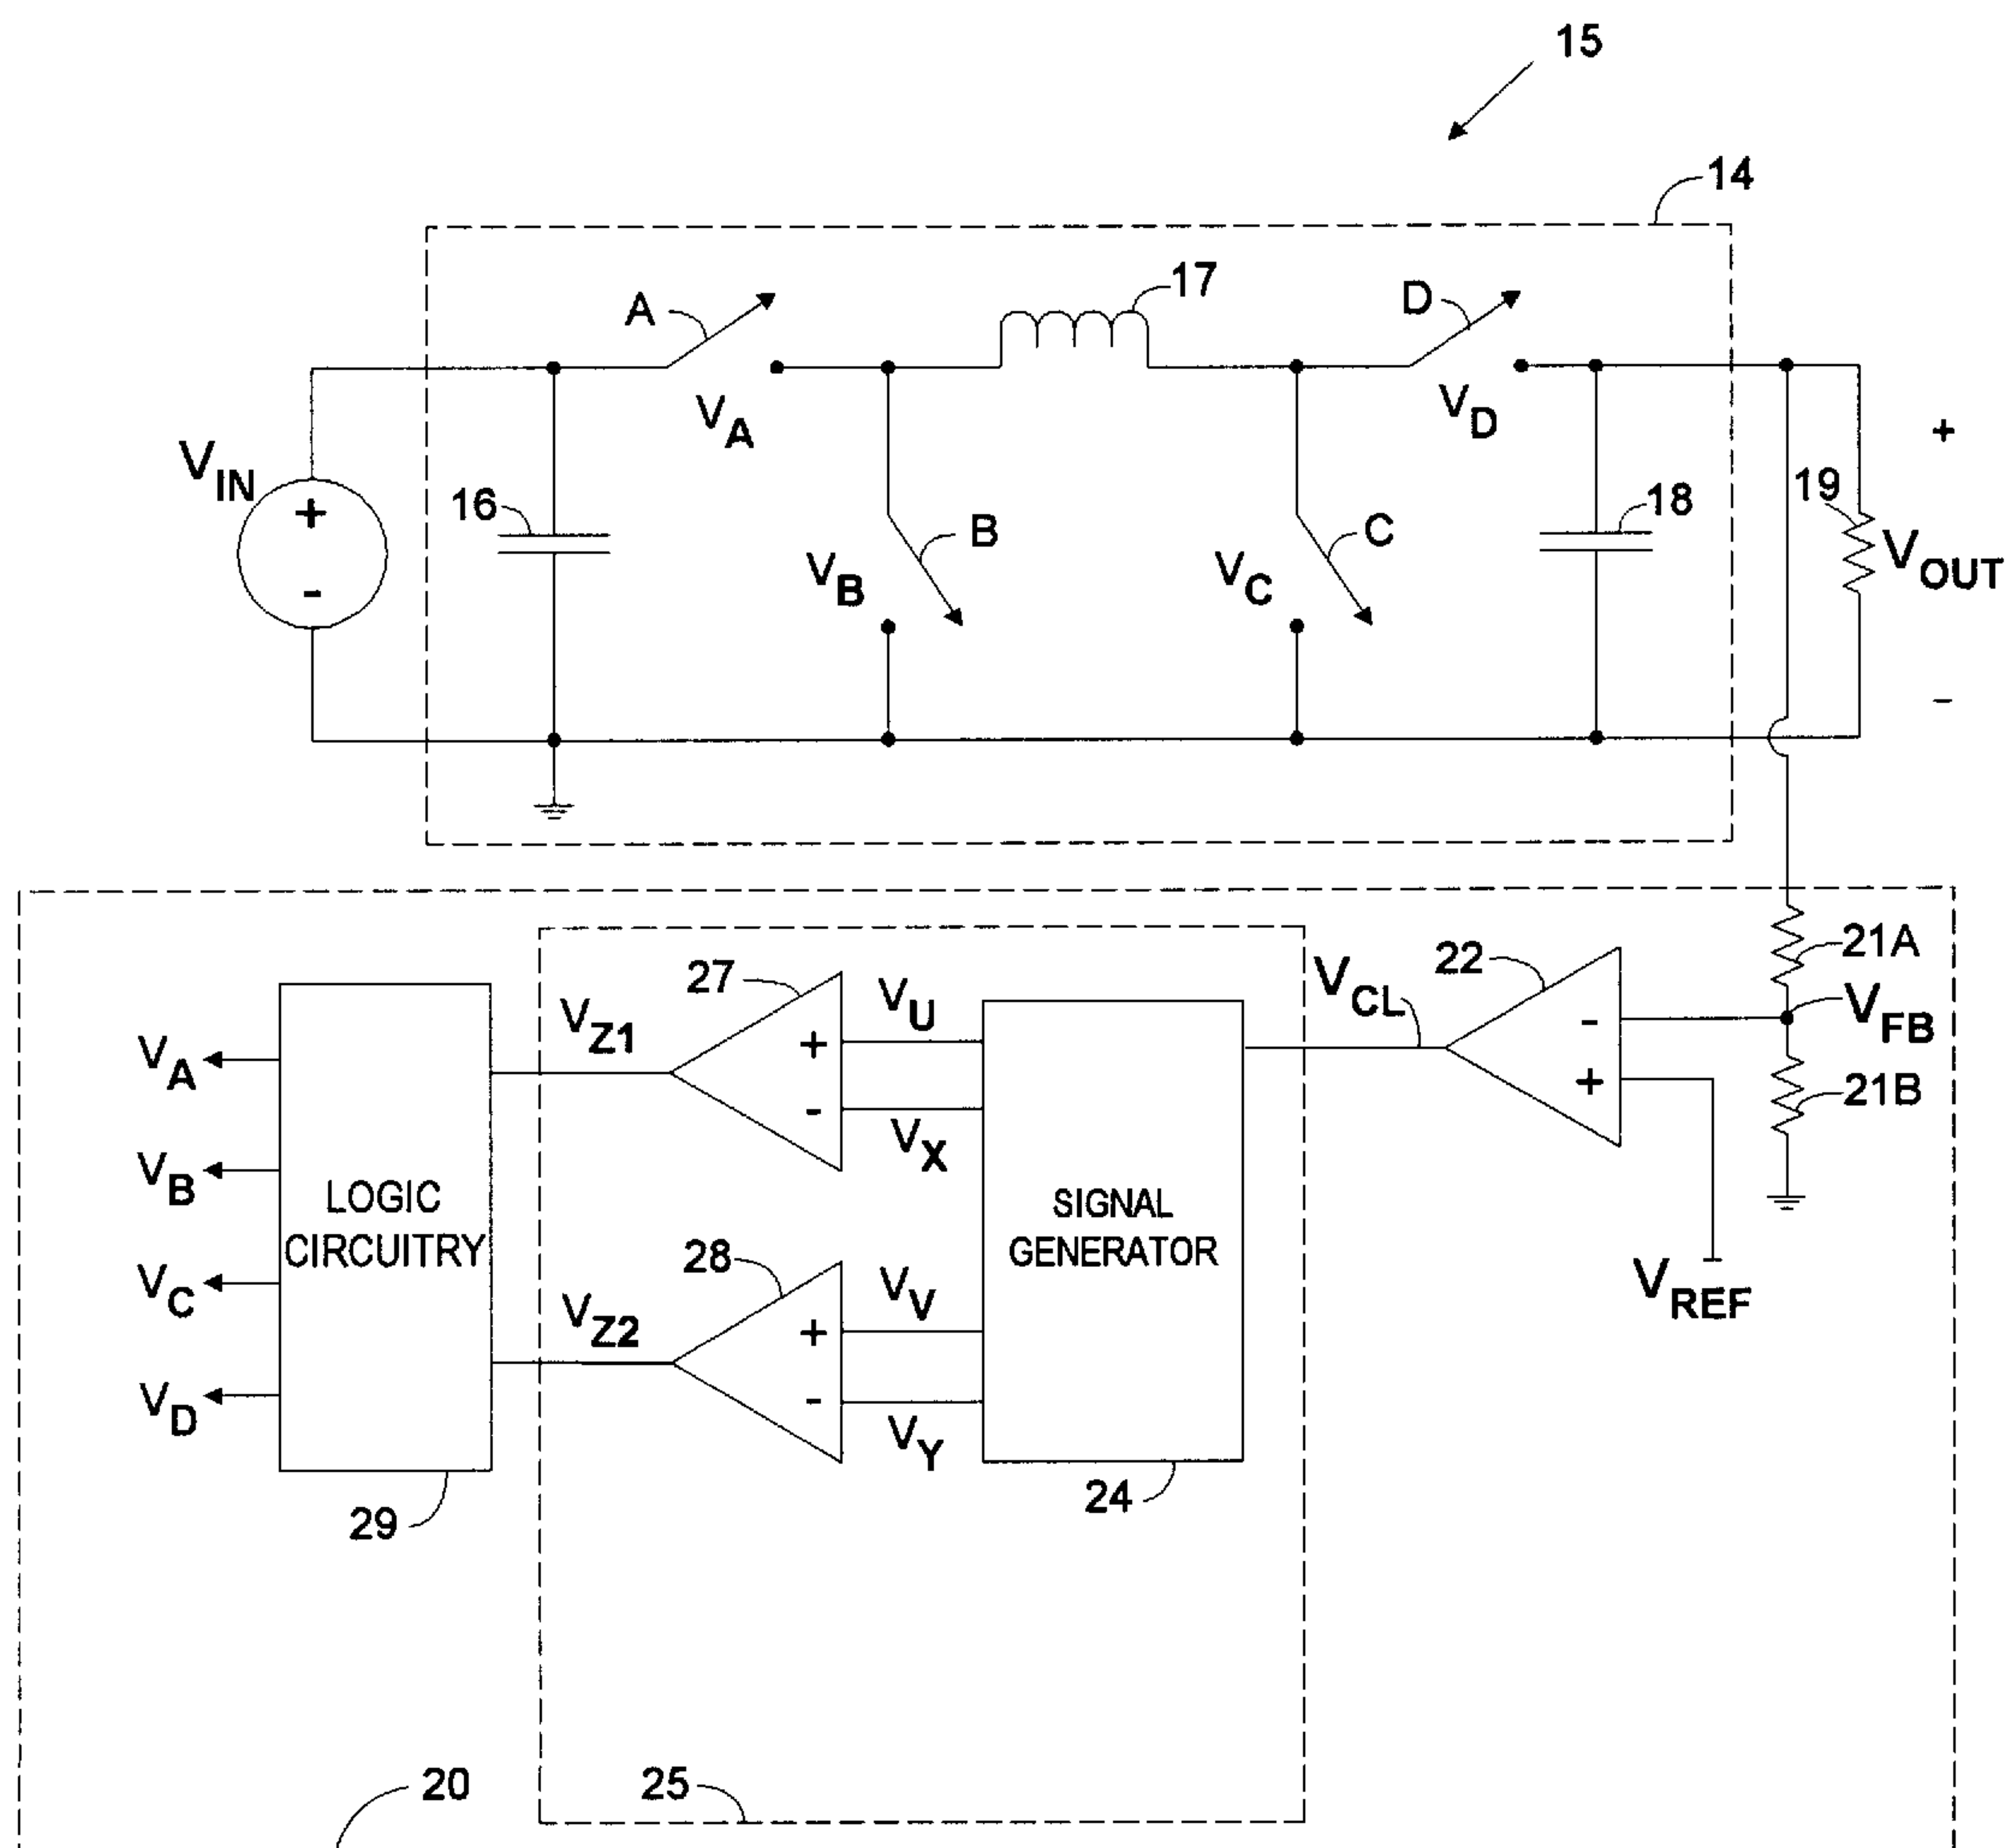 15
14
A
17
D
V_A
V_D
+
V_IN
+
-
16
B
V_B
C
V_C
18
19
V_OUT
-
21A
22
27
V_U
V_CL
-
+
V_FB
V_Z1
+
-
V_X
21B
V_A
V_B
LOGIC
CIRCUITRY
SIGNAL
GENERATOR
28
V_V
V_REF
V_C
V_Z2
+
-
V_Y
V_D
24
29
20
25